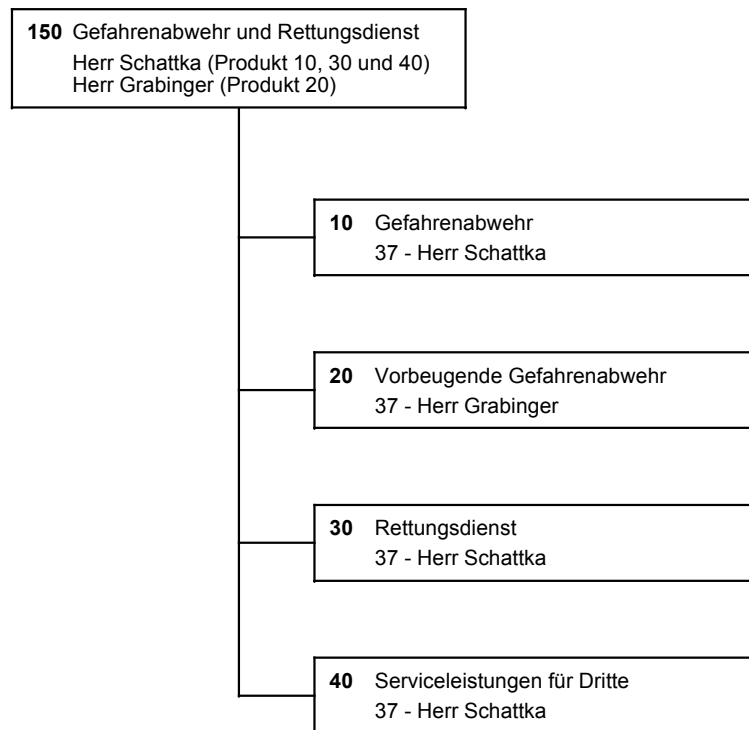 150 Gefahrenabwehr und Rettungsdienst
Herr Schattka (Produkt 10, 30 und 40)
Herr Grabinger (Produkt 20)
10 Gefahrenabwehr
37 - Herr Schattka
20 Vorbeugende Gefahrenabwehr
37 - Herr Grabinger
30 Rettungsdienst
37 - Herr Schattka
40 Serviceleistungen für Dritte
37 - Herr Schattka